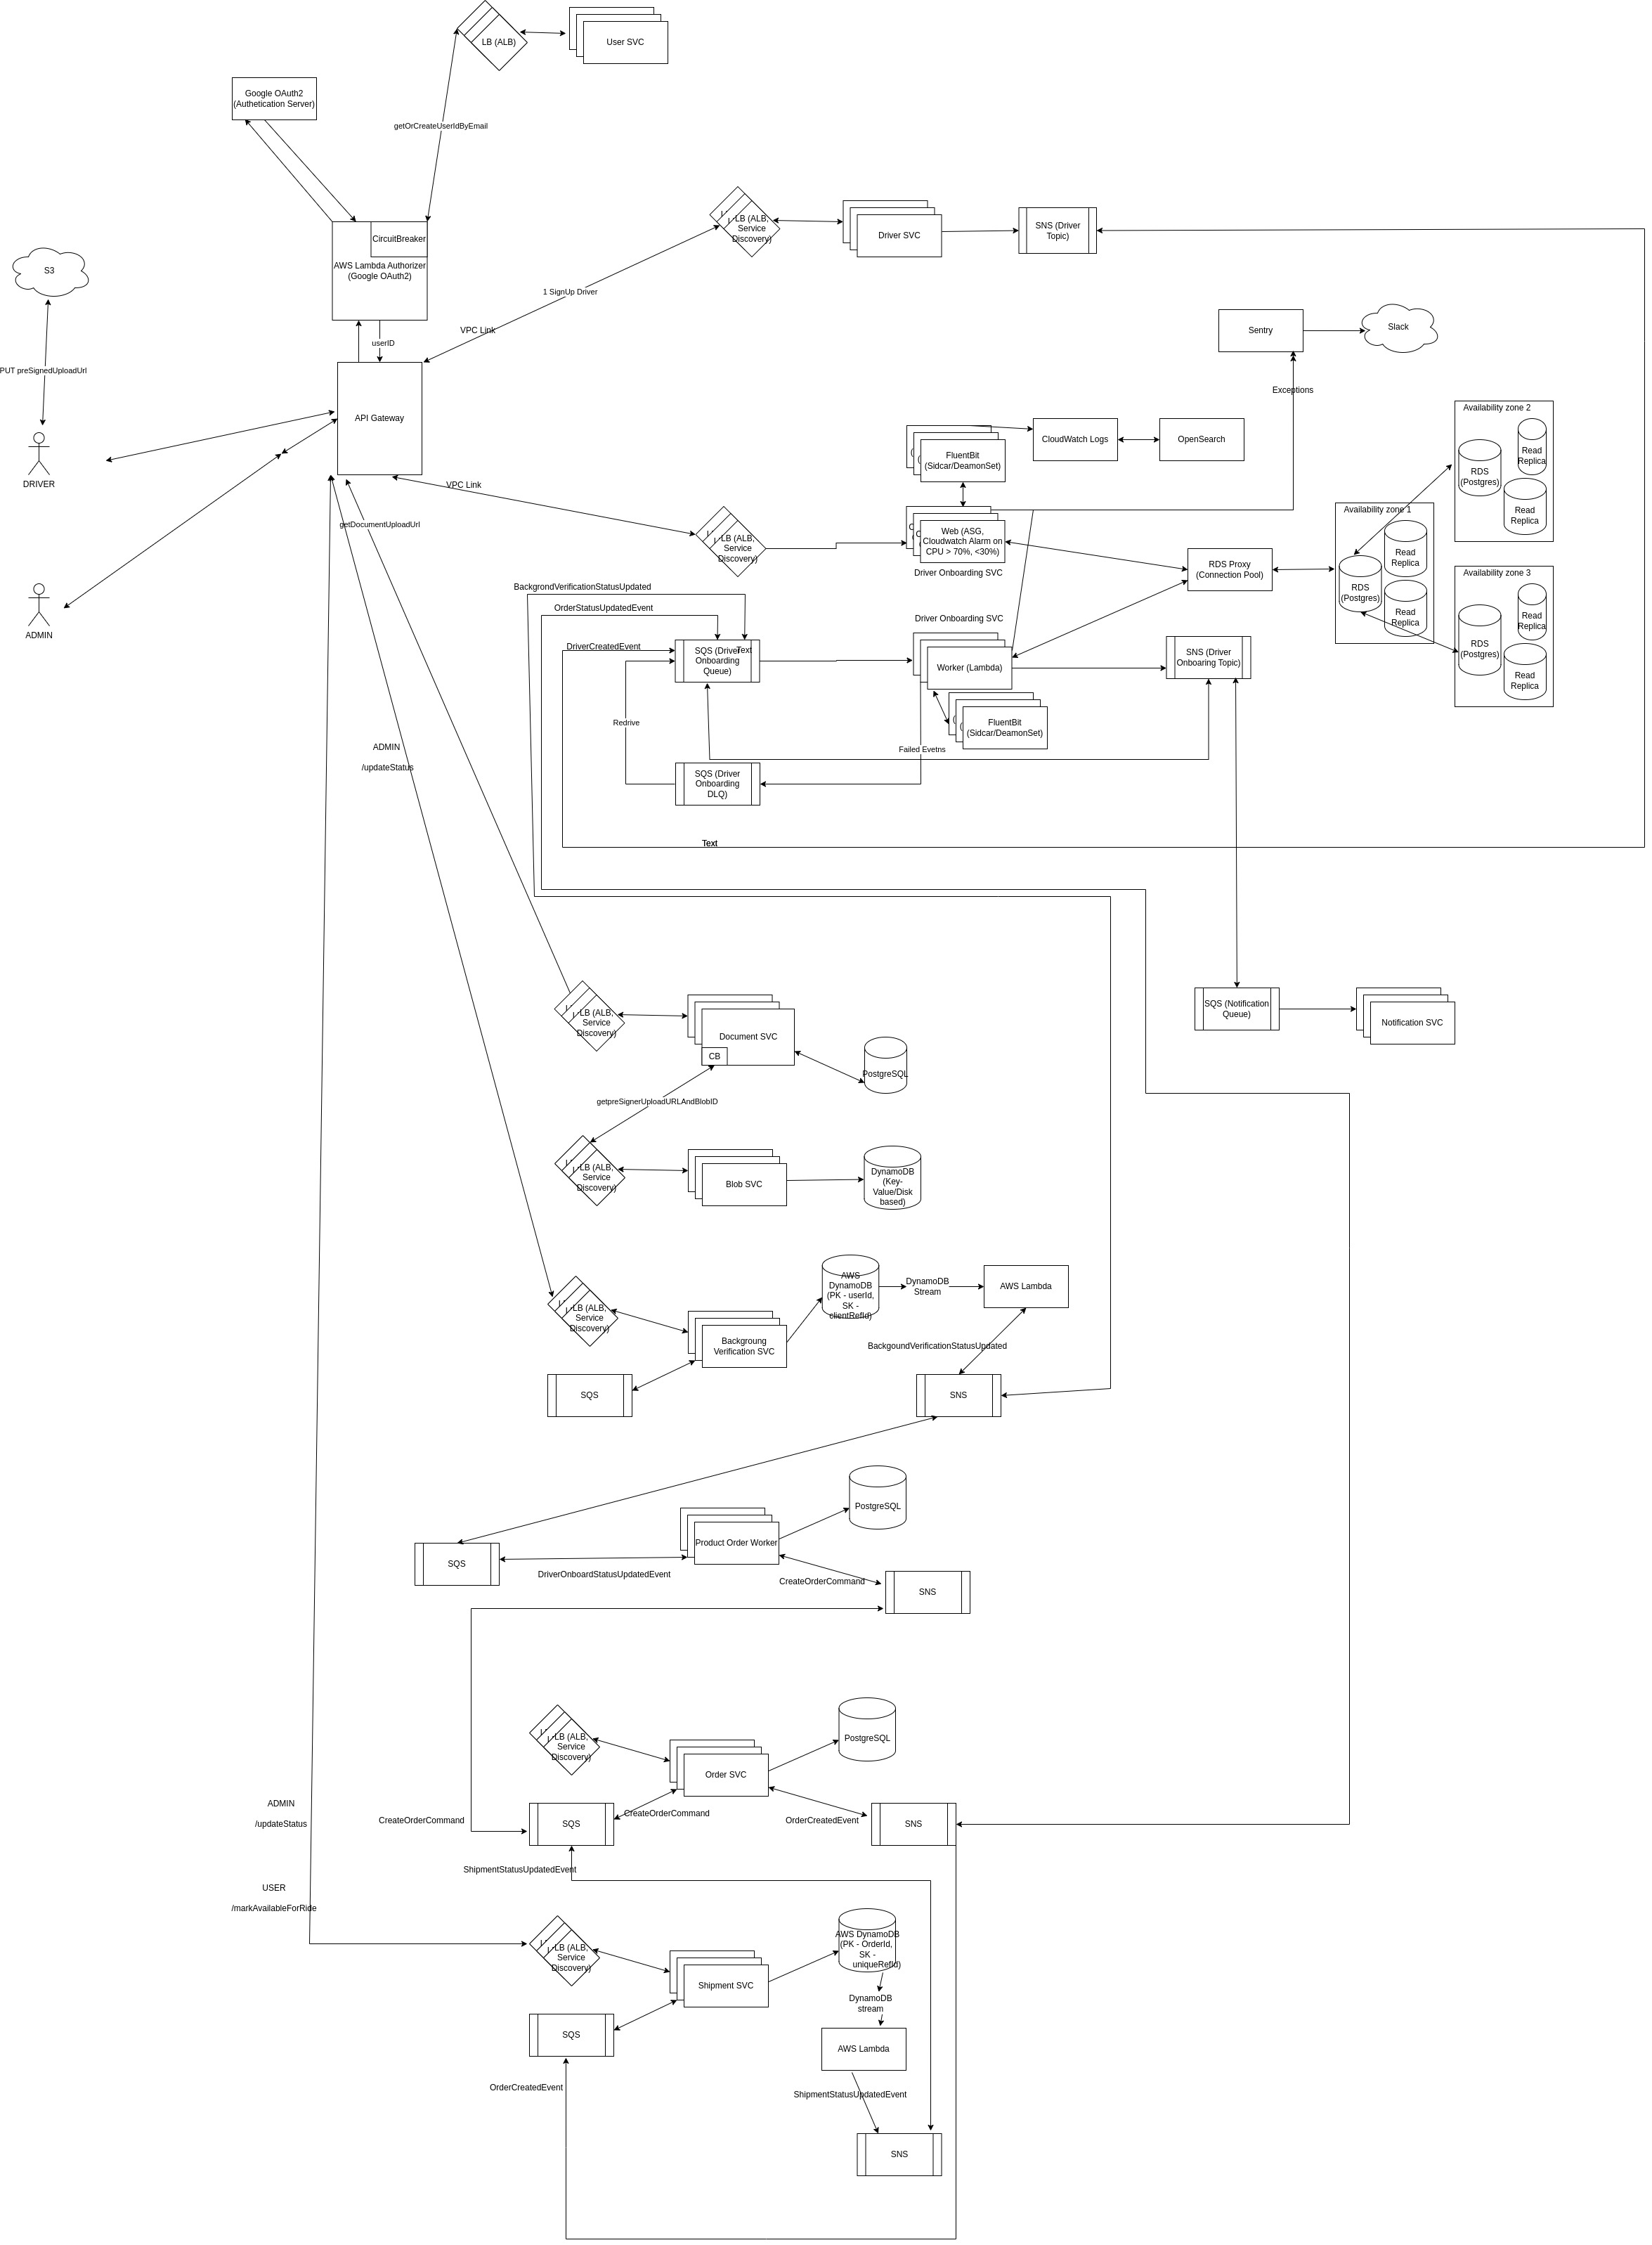 LB (ALB)
User SVC
Google OAuth2
(Authetication Server)
getOrCreateUserIdByEmail
LB (ALB,
Service
Discovery)
Driver SVC
SNS (Driver
Topic)
CircuitBreaker
AWS Lambda Authorizer
(Google OAuth2)
S3
1 SignUp Driver
VPC Link
userID
Sentry
Slack
PUT preSignedUploadUrl
API Gateway
Exceptions
DRIVER
CloudWatch Logs
OpenSearch
FluentBit
(Sidcar/DeamonSet)
Availability zone 2
RDS
(Postgres)
Read
Replica
Read
Replica
VPC Link
getDocumentUploadUrl
LB (ALB,
Service
Discovery)
Web (ASG,
Cloudwatch Alarm on
CPU > 70%, <30%)
Driver Onboarding SVC
RDS Proxy
(Connection Pool)
Availability zone 1
RDS
(Postgres)
Read
Replica
Read
Replica
Availability zone 3
RDS
(Postgres)
Read
Replica
Read
Replica
BackgrondVerificationStatusUpdated
OrderStatusUpdatedEvent
DriverCreatedEvent
ADMIN
SQS (Driver
Onboarding
Queue)
Text
Driver Onboarding SVC
Worker (Lambda)
SNS (Driver
Onboaring Topic)
FluentBit
(Sidcar/DeamonSet)
Redrive
Failed Evetns
SQS (Driver
Onboarding
DLQ)
ADMIN
/updateStatus
Text
LB (ALB,
Service
Discovery)
Document SVC
CB
PostgreSQL
SQS (Notification
Queue)
Notification SVC
getpreSignerUploadURLAndBlobID
LB (ALB,
Service
Discovery)
Blob SVC
DynamoDB
(Key-
Value/Disk
based)
LB (ALB,
Service
Discovery)
Backgroung
Verification SVC
AWS
DynamoDB
(PK - userId,
SK -
clientRefId)
DynamoDB
Stream
AWS Lambda
BackgoundVerificationStatusUpdated
SQS
SNS
PostgreSQL
Product Order Worker
SQS
DriverOnboardStatusUpdatedEvent
CreateOrderCommand
SNS
LB (ALB,
Service
Discovery)
PostgreSQL
Order SVC
ADMIN
/updateStatus
CreateOrderCommand
SQS
CreateOrderCommand
OrderCreatedEvent
SNS
ShipmentStatusUpdatedEvent
USER
/markAvailableForRide
LB (ALB,
Service
Discovery)
Shipment SVC
AWS DynamoDB
(PK - OrderId,
SK -
uniqueRefId)
DynamoDB
stream
SQS
AWS Lambda
OrderCreatedEvent
ShipmentStatusUpdatedEvent
SNS